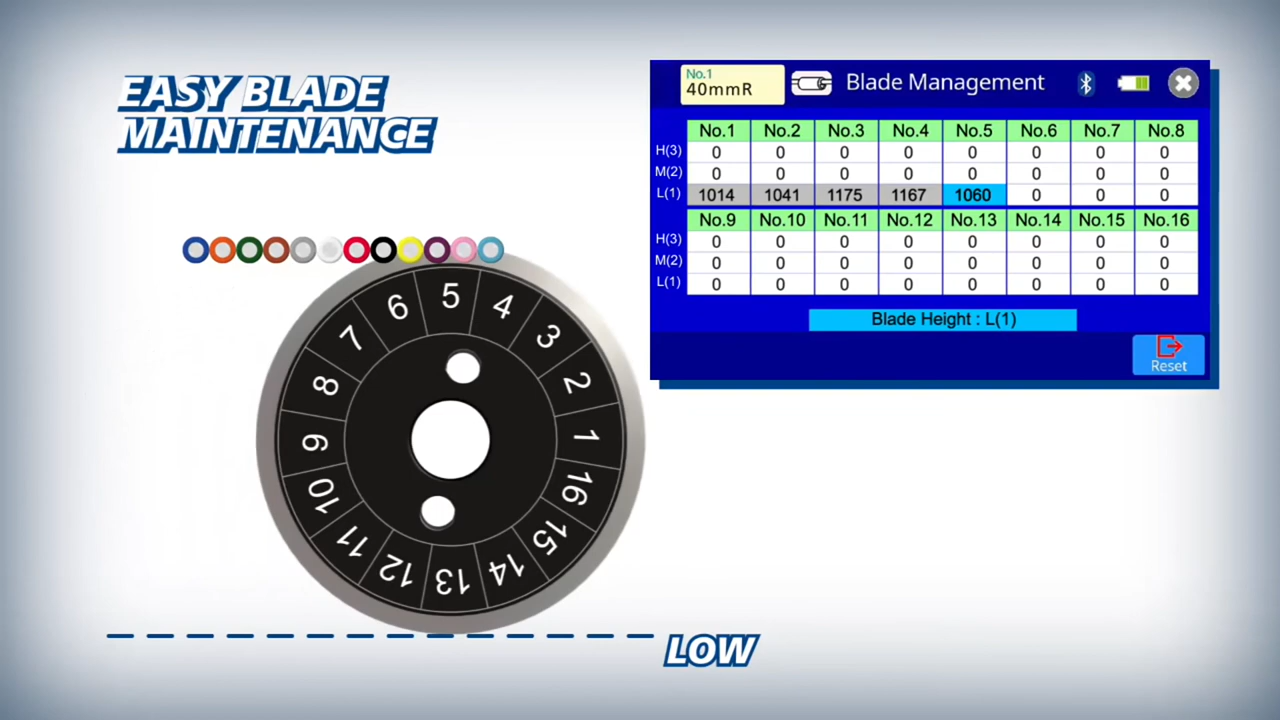 EASY BLADE
MAINTENANCE
No.1
40mmR
Blade Management
No.1 No.2 No.3 No.4 No.5 No.6 No.7 No.8
H(3) 0 0 0 0 0 0 0 0
M(2) 0 0 0 0 0 0 0 0
L(1) 1014 1041 1175 1167 1060 0 0 0
No.9 No.10 No.11 No.12 No.13 No.14 No.15 No.16
H(3) 0 0 0 0 0 0 0 0
M(2) 0 0 0 0 0 0 0 0
L(1) 0 0 0 0 0 0 0 0
Blade Height : L(1)
Reset
5
4
3
2
1
16
15
14
13
12
11
10
9
8
7
6
LOW